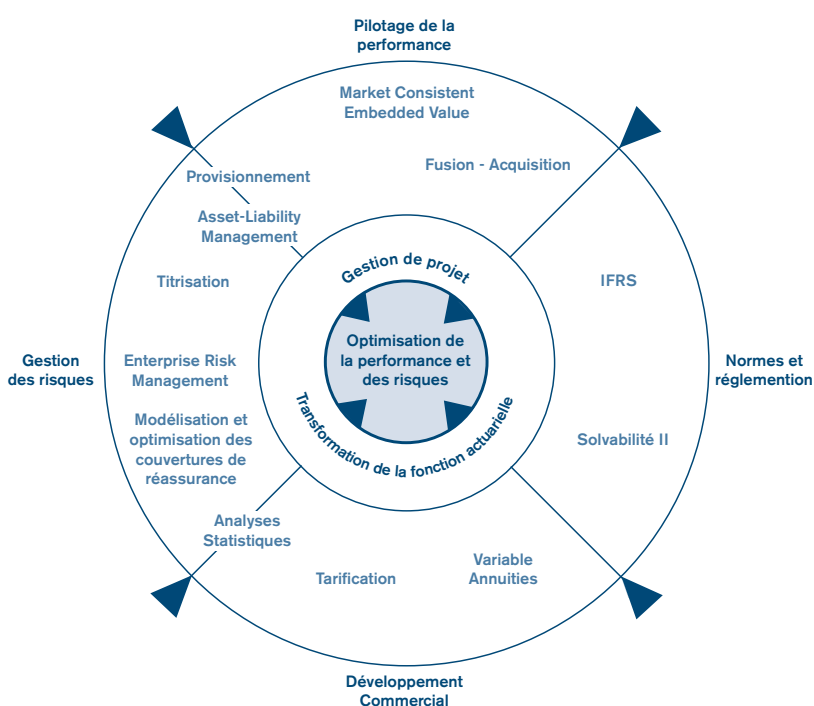 Pilotage de la
performance
Market Consistent
Embedded Value
Fusion - Acquisition
Provisionnement
Asset-Liability
Management
Titrisation
Gestion de projet
IFRS
Optimisation de
la performance et
des risques
Gestion
des risques
Enterprise Risk
Management
Normes et
réglemention
Modélisation et
optimisation des
couvertures de
réassurance
Transformation de la fonction actuarielle
Solvabilité II
Analyses
Statistiques
Tarification
Variable
Annuities
Développement
Commercial